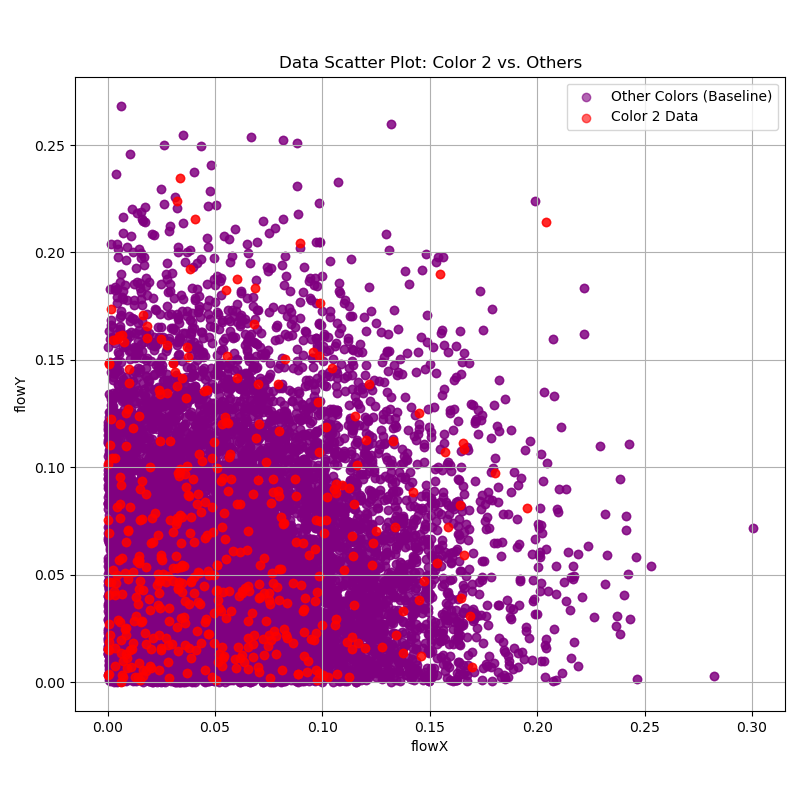 Data Scatter Plot: Color 2 vs. Others
Other Colors (Baseline)
Color 2 Data
flowY
0.25
0.20
0.15
0.10
0.05
0.00
0.00 0.05 0.10 0.15 0.20 0.25 0.30
flowX